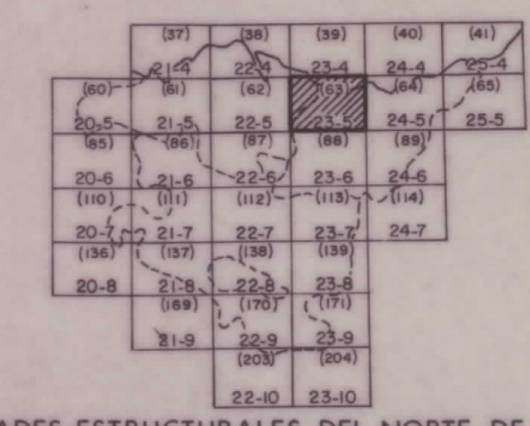 (37) (38) (39) (40) (41)
21-4 22-4 23-4 24-4 25-4
(60) (61) (62) (63) (64) (65)
20-5 21-5 22-5 23-5 24-5 25-5
(85) (86) (87) (88) (89)
20-6 21-6 22-6 23-6 24-6
(110) (111) (112) (113) (114)
20-7 21-7 22-7 23-7 24-7
(136) (137) (138) (139)
20-8 21-8 22-8 23-8
(169) (170) (171)
21-9 22-9 23-9
(203) (204)
22-10 23-10
ESTRUCTURALES DEL NORTE DE